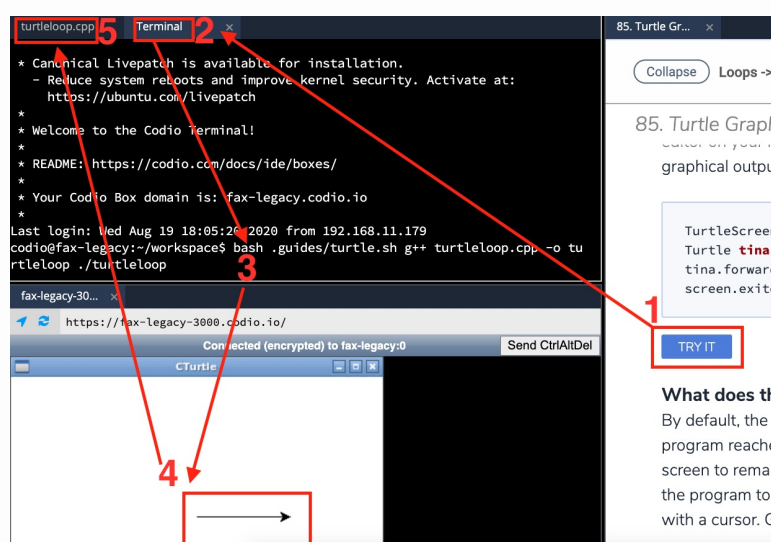 turtleloop.cpp 5 Terminal 2 ×
* Canonical Livepatch is available for installation.
- Reduce system reboots and improve kernel security. Activate at:
https://ubuntu.com/livepatch
*
* Welcome to the Codio Terminal!
*
* README: https://codio.com/docs/ide/boxes/
*
* Your Codio Box domain is: fax-legacy.codio.io
*
Last login: Wed Aug 19 18:05:26 2020 from 192.168.11.179
codio@fax-legacy:~/workspace$ bash .guides/turtle.sh g++ turtleloop.cpp -o tu
rtleloop ./turtleloop
3
fax-legacy-30... ×
https://fax-legacy-3000.codio.io/
Connected (encrypted) to fax-legacy:0 Send CtrlAltDel
CTurtle
4
85. Turtle Gr... ×
Collapse Loops ->
85. Turtle Graph
graphical outpu
TurtleScreen
Turtle tina
tina.forward
screen.exit
1
TRY IT
What does th
By default, the
program reache
screen to rema
the program to
with a cursor.